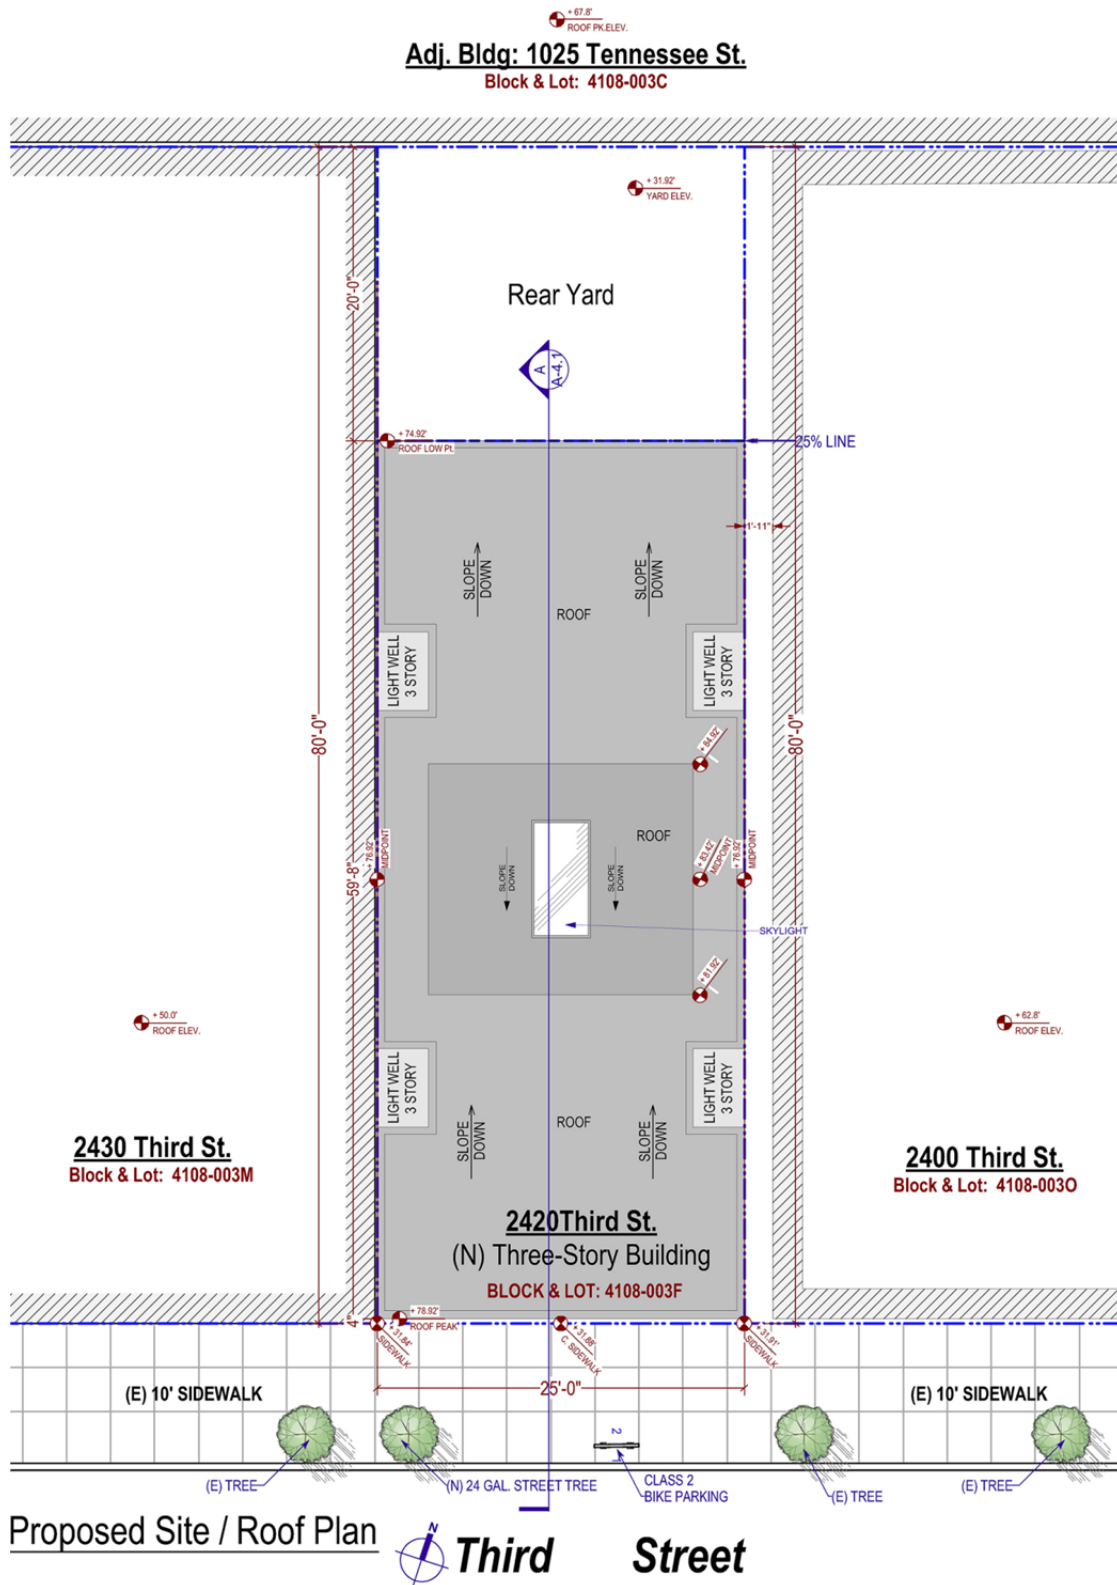 + 67.8'
ROOF PK.ELEV.
Adj. Bldg: 1025 Tennessee St.
Block & Lot: 4108-003C
+ 31.92'
YARD ELEV.
20'-0"
Rear Yard
A
A-4.1
+ 74.92'
ROOF LOW Pt.
25% LINE
1'-11"
SLOPE
DOWN
SLOPE
DOWN
ROOF
LIGHT WELL
3 STORY
LIGHT WELL
3 STORY
80'-0"
80'-0"
+ 84.92'
ROOF
+ 76.92'
MIDPOINT
59'-8"
SLOPE
DOWN
SLOPE
DOWN
+ 83.42'
MIDPOINT
+ 76.92'
MIDPOINT
SKYLIGHT
+ 81.92'
+ 50.0'
ROOF ELEV.
+ 62.8'
ROOF ELEV.
LIGHT WELL
3 STORY
LIGHT WELL
3 STORY
SLOPE
DOWN
ROOF
SLOPE
DOWN
2430 Third St.
Block & Lot: 4108-003M
2400 Third St.
Block & Lot: 4108-003O
2420Third St.
(N) Three-Story Building
BLOCK & LOT: 4108-003F
4"
+ 78.92'
ROOF PEAK
+ 31.84'
SIDEWALK
+ 31.88'
C. SIDEWALK
+ 31.91'
SIDEWALK
25'-0"
(E) 10' SIDEWALK
(E) 10' SIDEWALK
2
1
(E) TREE
(N) 24 GAL. STREET TREE
CLASS 2
BIKE PARKING
(E) TREE
(E) TREE
Proposed Site / Roof Plan
N
Third Street